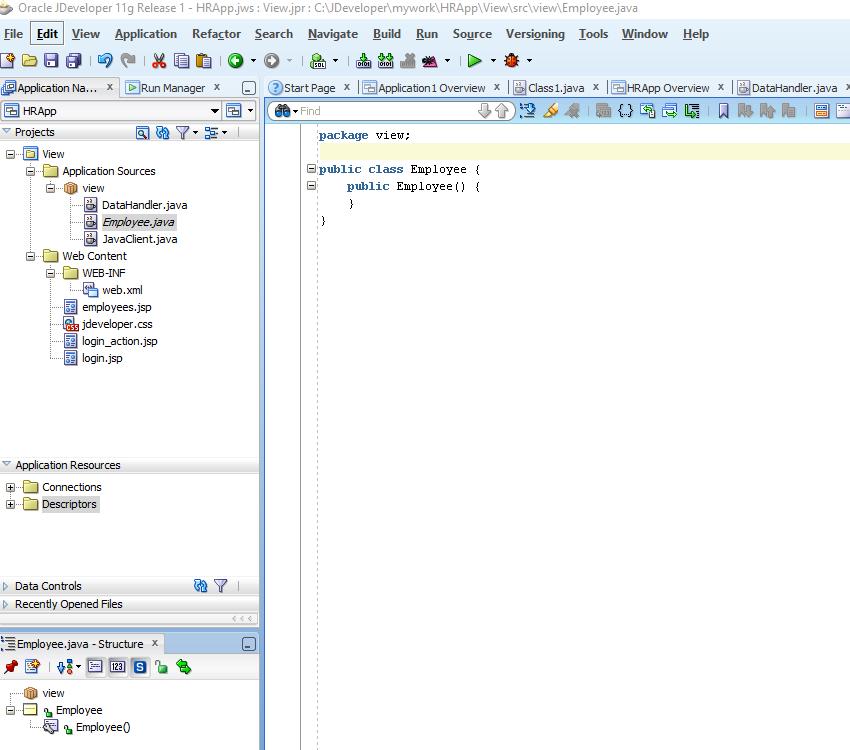 Oracle JDeveloper 11g Release 1 - HRApp.jws : View.jpr : C:\JDeveloper\mywork\HRApp\View\src\view\Employee.java
File Edit View Application Refactor Search Navigate Build Run Source Versioning Tools Window Help
Application Na... x Run Manager x
Start Page x Application1 Overview x Class1.java x HRApp Overview x DataHandler.java x
HRApp
Find
Projects
View
Application Sources
view
DataHandler.java
Employee.java
JavaClient.java
Web Content
WEB-INF
web.xml
employees.jsp
jdeveloper.css
login_action.jsp
login.jsp
Application Resources
Connections
Descriptors
Data Controls
Recently Opened Files
package view;
public class Employee {
public Employee() {
}
}
Employee.java - Structure x
view
Employee
Employee()